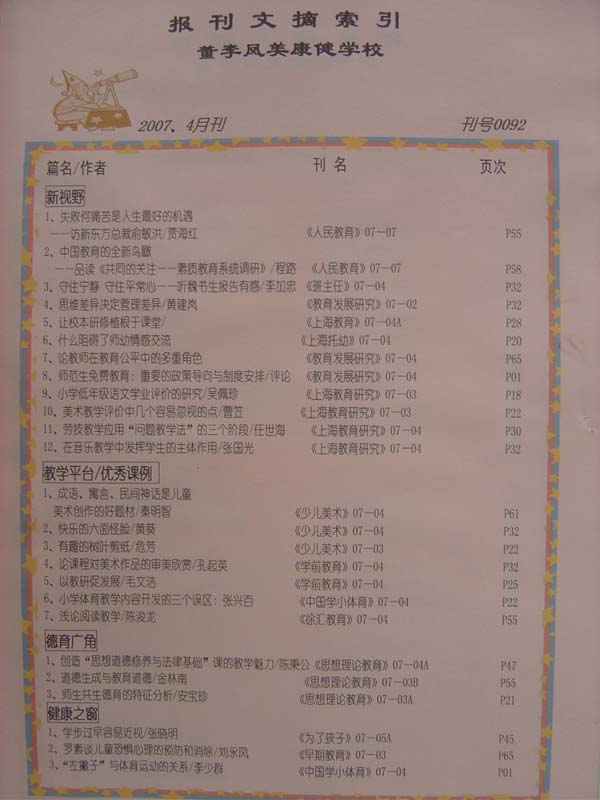 报刊文摘索引
董李凤美康健学校
2007、4月刊 刊号0092
篇名/作者 刊 名 页次
新视野
1、失败何痛苦是人生最好的机遇
——访新东方总裁俞敏洪/贾海红 《人民教育》07—07 P55
2、中国教育的全新鸟瞰
——品读《共同的关注——素质教育系统调研》/程路 《人民教育》07—07 P58
3、守住宁静 守住平常心——听魏书生报告有感/李加忠 《班主任》07—04 P32
4、思维差异决定管理差异/黄建岚 《教育发展研究》07—02 P32
5、让校本研修植根于课堂/ 《上海教育》07—04A P28
6、什么阻碍了师幼情感交流 《上海托幼》07—04 P20
7、论教师在教育公平中的多重角色 《教育发展研究》07—04 P65
8、师范生免费教育：重要的政策导向与制度安排/评论 《教育发展研究》07—04 P01
9、小学低年级语文学业评价的研究/吴佩珍 《上海教育研究》07—03 P18
10、美术教学评价中几个容易忽视的点/曹笠 《上海教育研究》07—03 P22
11、劳技教学应用“问题教学法”的三个阶段/任世海 《上海教育研究》07—04 P30
12、在音乐教学中发挥学生的主体作用/张国光 《上海教育研究》07—04 P32
教学平台/优秀课例
1、成语、寓言、民间神话是儿童
美术创作的好题材/秦明智 《少儿美术》07—04 P61
2、快乐的六面怪脸/黄葵 《少儿美术》07—04 P32
3、有趣的树叶剪纸/危芳 《少儿美术》07—03 P22
4、论课程对美术作品的审美欣赏/孔起英 《学前教育》07—04 P32
5、以教研促发展/毛文洁 《学前教育》07—04 P25
6、小学体育教学内容开发的三个误区：张兴百 《中国学小体育》07—04 P22
7、浅论阅读教学/陈浚龙 《徐汇教育》07—04 P55
德育广角
1、创造“思想道德修养与法律基础”课的教学魅力/陈秉公 《思想理论教育》07—04A P47
2、道德生成与教育道德/金林南 《思想理论教育》07—03B P55
3、师生共生德育的特征分析/安宝珍 《思想理论教育》07—03A P21
健康之窗
1、学步过早容易近视/张晓明 《为了孩子》07—05A P45
2、罗素谈儿童恐惧心理的预防和消除/刘永凤 《早期教育》07—03 P65
3、“左撇子”与体育运动的关系/李少群 《中国学小体育》07—04 P01